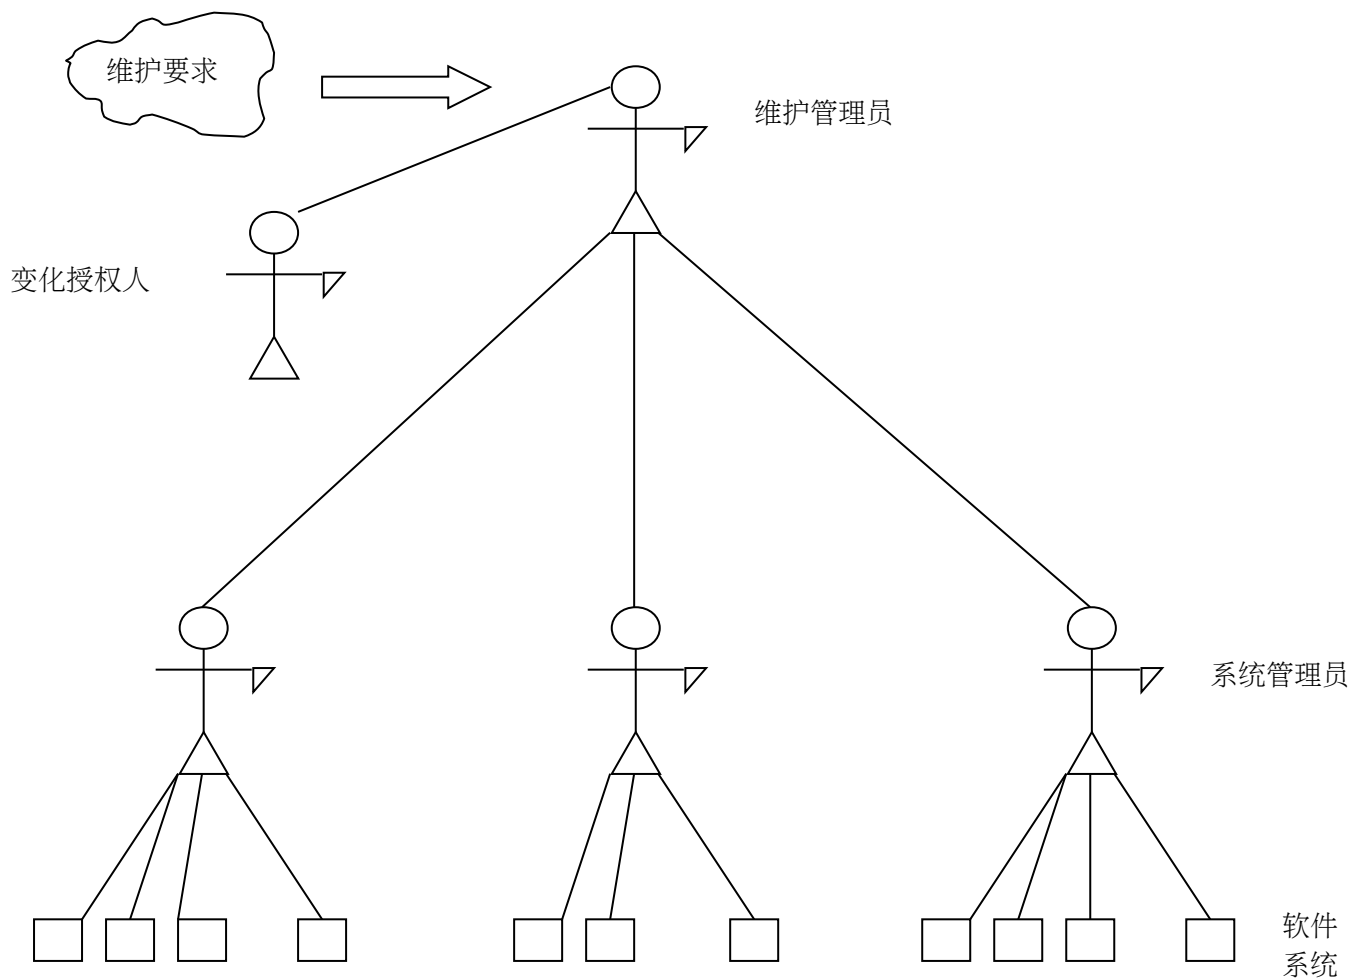 维护要求
维护管理员
变化授权人
系统管理员
软件
系统